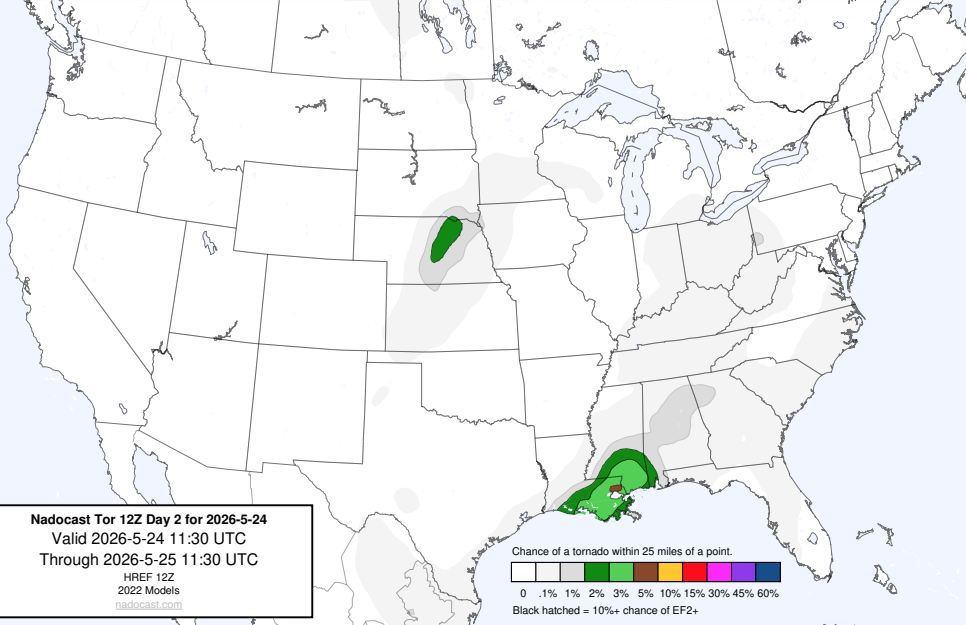 Nadocast Tor 12Z Day 2 for 2026-5-24
Valid 2026-5-24 11:30 UTC
Through 2026-5-25 11:30 UTC
HREF 12Z
2022 Models
nadocast.com
Chance of a tornado within 25 miles of a point.
0 .1% 1% 2% 3% 5% 10% 15% 30% 45% 60%
Black hatched = 10%+ chance of EF2+